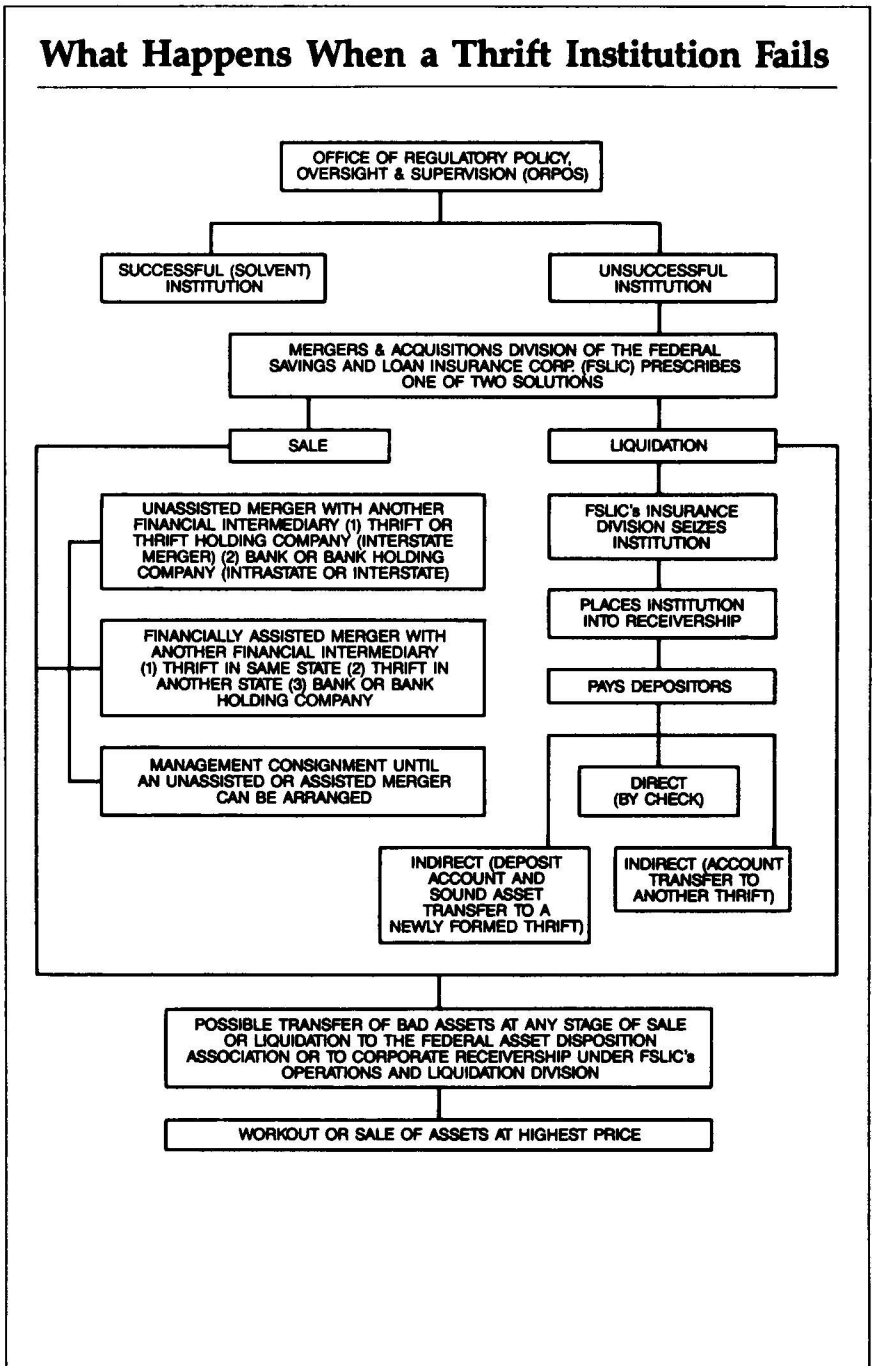 What Happens When a Thrift Institution Fails
OFFICE OF REGULATORY POLICY,
OVERSIGHT & SUPERVISION (ORPOS)
SUCCESSFUL (SOLVENT)
INSTITUTION
UNSUCCESSFUL
INSTITUTION
MERGERS & ACQUISITIONS DIVISION OF THE FEDERAL
SAVINGS AND LOAN INSURANCE CORP. (FSLIC) PRESCRIBES
ONE OF TWO SOLUTIONS
SALE
LIQUIDATION
UNASSISTED MERGER WITH ANOTHER
FINANCIAL INTERMEDIARY (1) THRIFT OR
THRIFT HOLDING COMPANY (INTERSTATE
MERGER) (2) BANK OR BANK HOLDING
COMPANY (INTRASTATE OR INTERSTATE)
FSLIC's INSURANCE
DIVISION SEIZES
INSTITUTION
PLACES INSTITUTION
INTO RECEIVERSHIP
FINANCIALLY ASSISTED MERGER WITH
ANOTHER FINANCIAL INTERMEDIARY
(1) THRIFT IN SAME STATE (2) THRIFT IN
ANOTHER STATE (3) BANK OR BANK
HOLDING COMPANY
PAYS DEPOSITORS
MANAGEMENT CONSIGNMENT UNTIL
AN UNASSISTED OR ASSISTED MERGER
CAN BE ARRANGED
DIRECT
(BY CHECK)
INDIRECT (DEPOSIT
ACCOUNT AND
SOUND ASSET
TRANSFER TO A
NEWLY FORMED THRIFT)
INDIRECT (ACCOUNT
TRANSFER TO
ANOTHER THRIFT)
POSSIBLE TRANSFER OF BAD ASSETS AT ANY STAGE OF SALE
OR LIQUIDATION TO THE FEDERAL ASSET DISPOSITION
ASSOCIATION OR TO CORPORATE RECEIVERSHIP UNDER FSLIC's
OPERATIONS AND LIQUIDATION DIVISION
WORKOUT OR SALE OF ASSETS AT HIGHEST PRICE